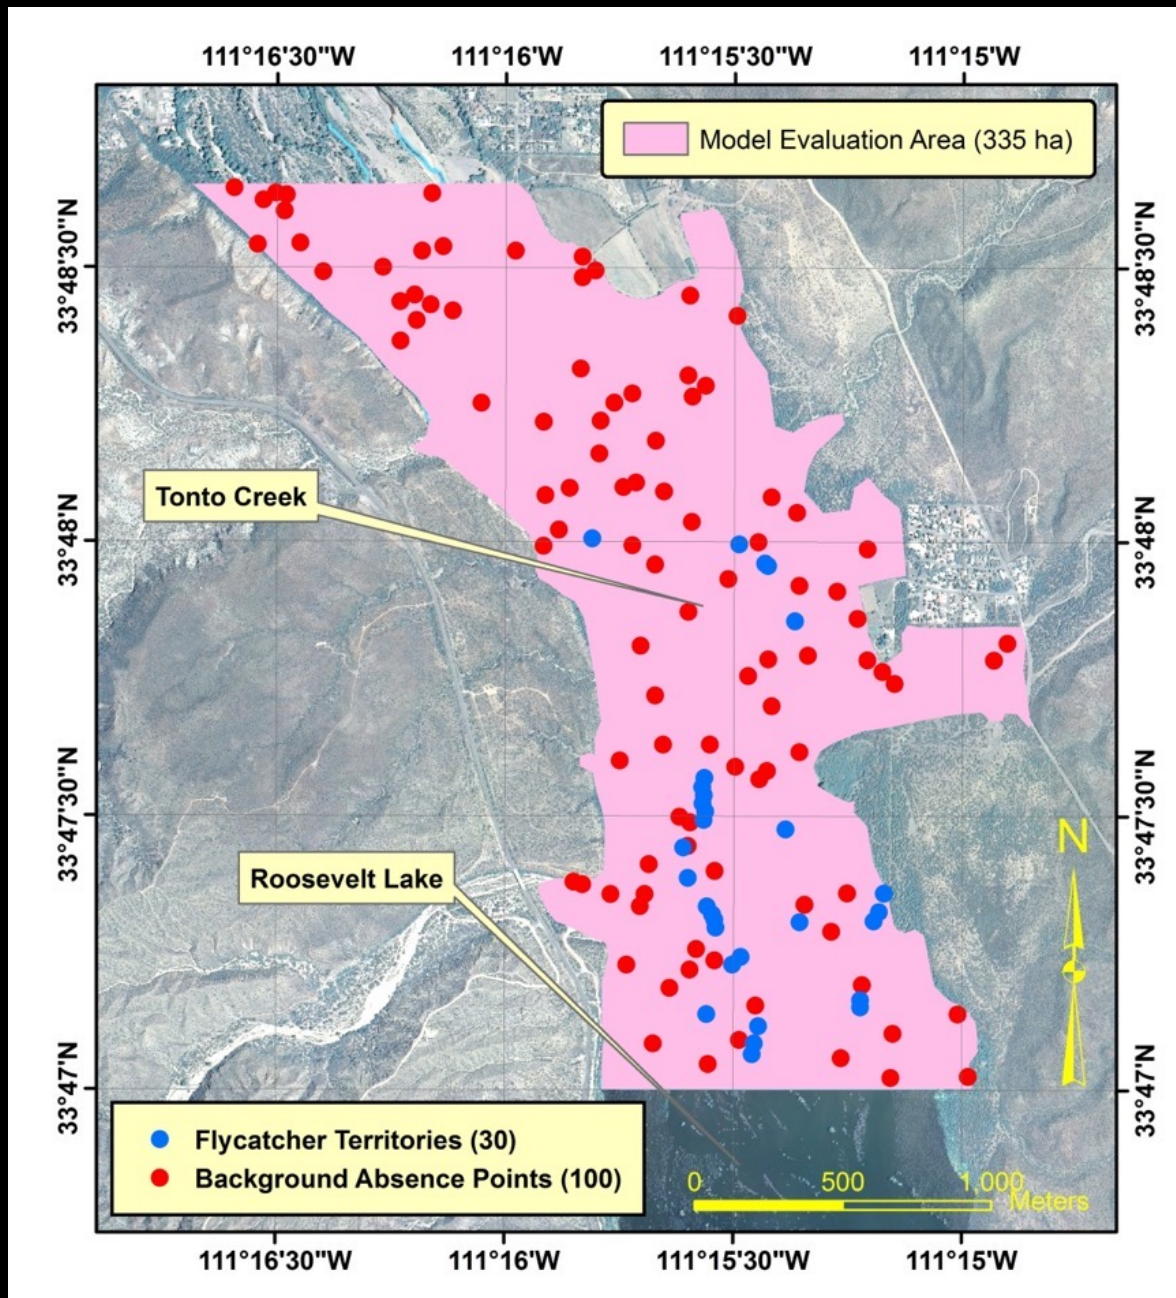 111°16'30"W 111°16'W 111°15'30"W 111°15'W
Model Evaluation Area (335 ha)
33°48'30"N 33°48'30"N
Tonto Creek
33°48'N 33°48'N
33°47'30"N 33°47'30"N
N
Roosevelt Lake
33°47'N 33°47'N
Flycatcher Territories (30)
Background Absence Points (100)
0 500 1,000
Meters
111°16'30"W 111°16'W 111°15'30"W 111°15'W